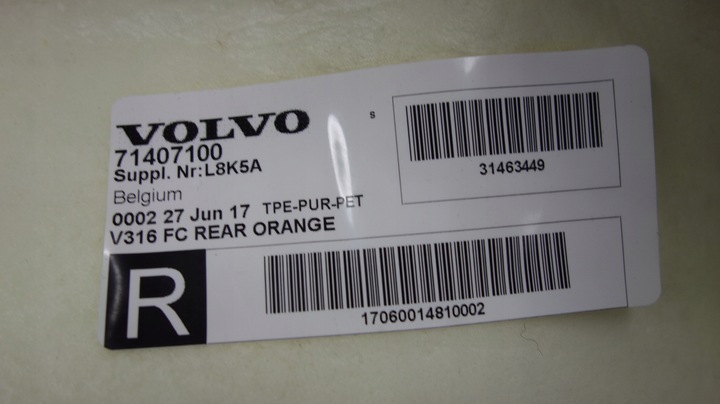 VOLVO
71407100
Suppl. Nr:L8K5A
Belgium
0002 27 Jun 17 TPE-PUR-PET
V316 FC REAR ORANGE
R
S
31463449
17060014810002